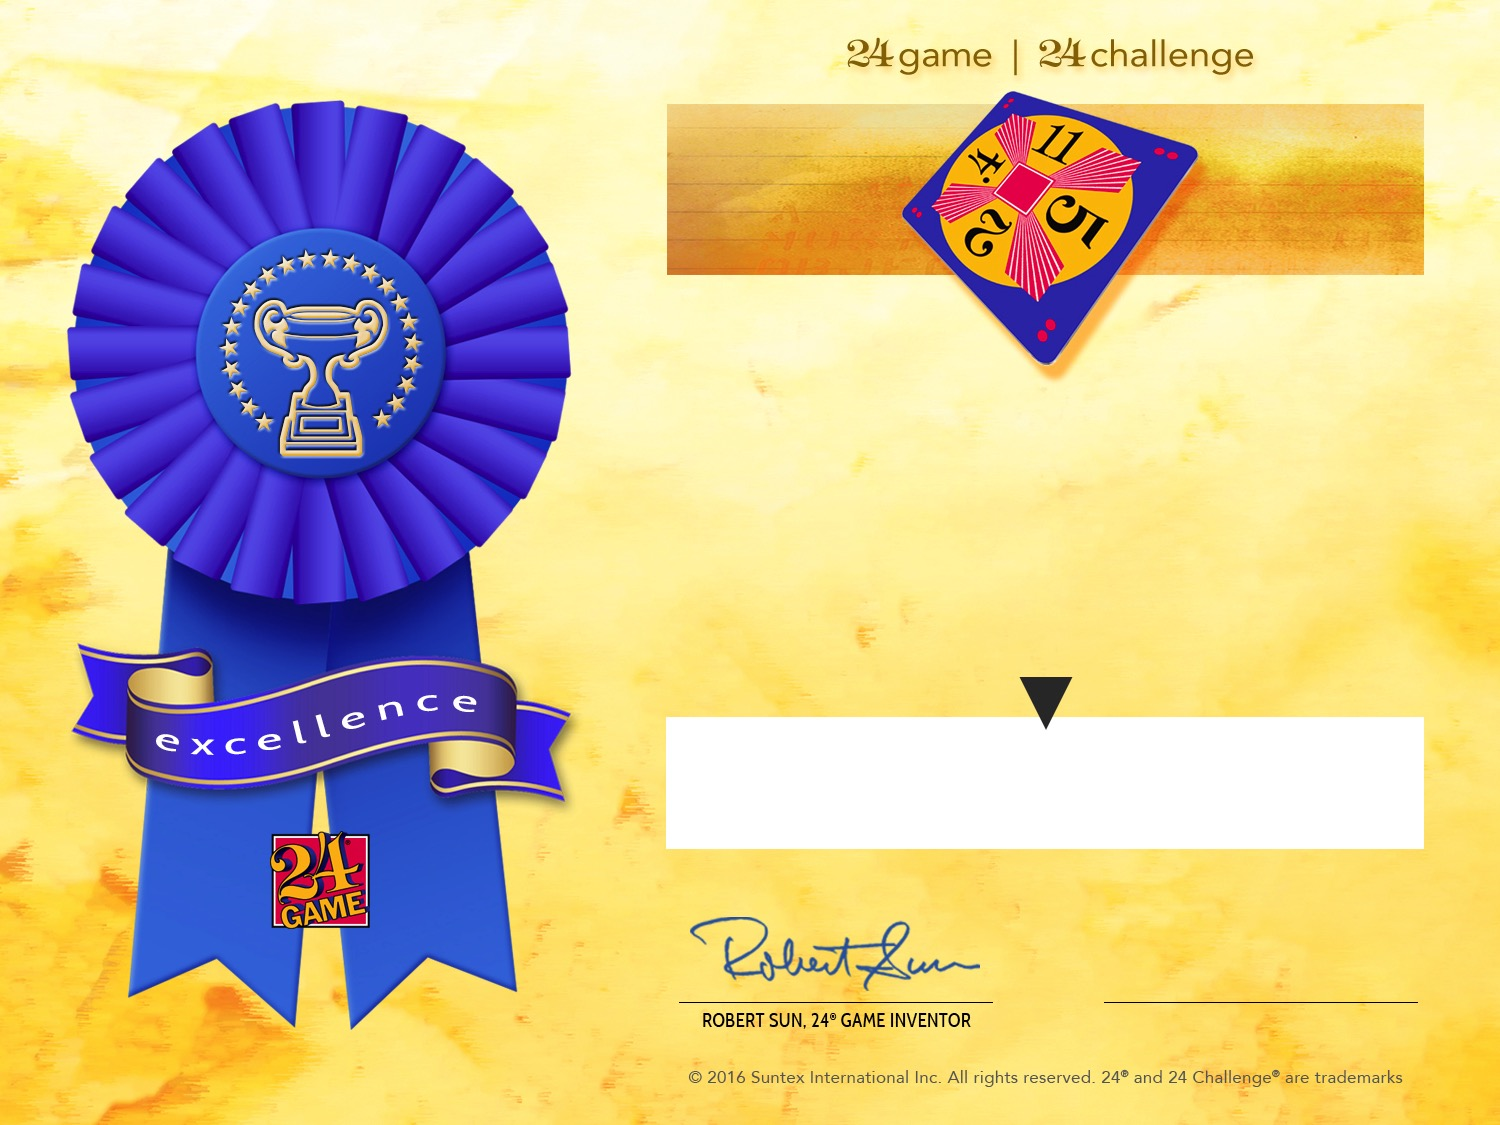 24game | 24challenge
4 11
2 5
excellence
24
GAME
Robert Sun
ROBERT SUN, 24® GAME INVENTOR
© 2016 Suntex International Inc. All rights reserved. 24® and 24 Challenge® are trademarks